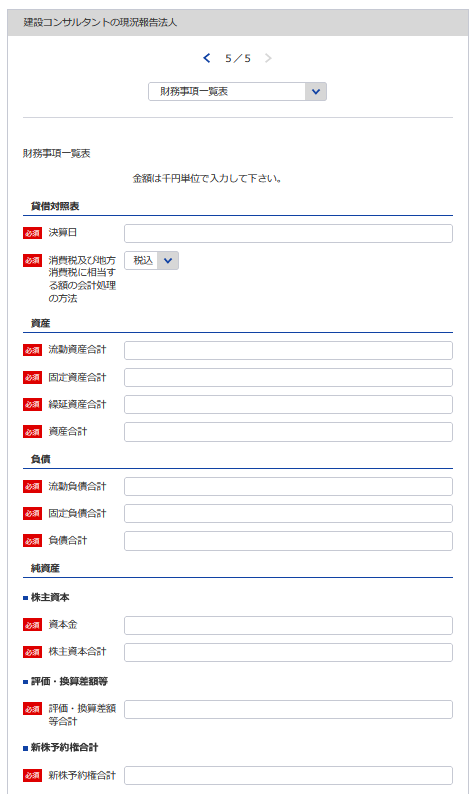 建設コンサルタントの現況報告法人
5／5
財務事項一覧表
財務事項一覧表
金額は千円単位で入力して下さい。
貸借対照表
必須 決算日
必須 消費税及び地方 税込
消費税に相当す
る額の会計処理
の方法
資産
必須 流動資産合計
必須 固定資産合計
必須 繰延資産合計
必須 資産合計
負債
必須 流動負債合計
必須 固定負債合計
必須 負債合計
純資産
株主資本
必須 資本金
必須 株主資本合計
評価・換算差額等
必須 評価・換算差額
等合計
新株予約権合計
必須 新株予約権合計